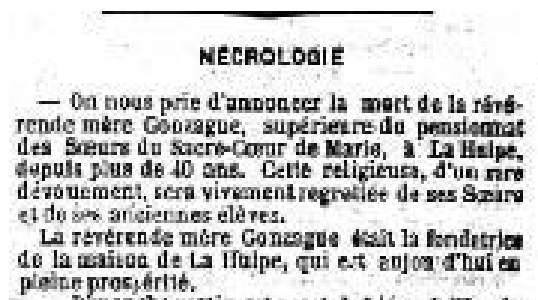 NÉCROLOGIE
— On nous prie d'annoncer la mort de la révé-
rende mère Gonzague, supérieure du pensionnat
des Sœurs du Sacré-Cœur de Marie, à La Hulpe,
depuis plus de 40 ans. Cette religieuse, d'un rare
dévouement, sera vivement regrettée de ses Sœurs
et de ses anciennes élèves.
La révérende mère Gonzague était la fondatrice
de la maison de La Hulpe, qui est aujourd'hui en
pleine prospérité.